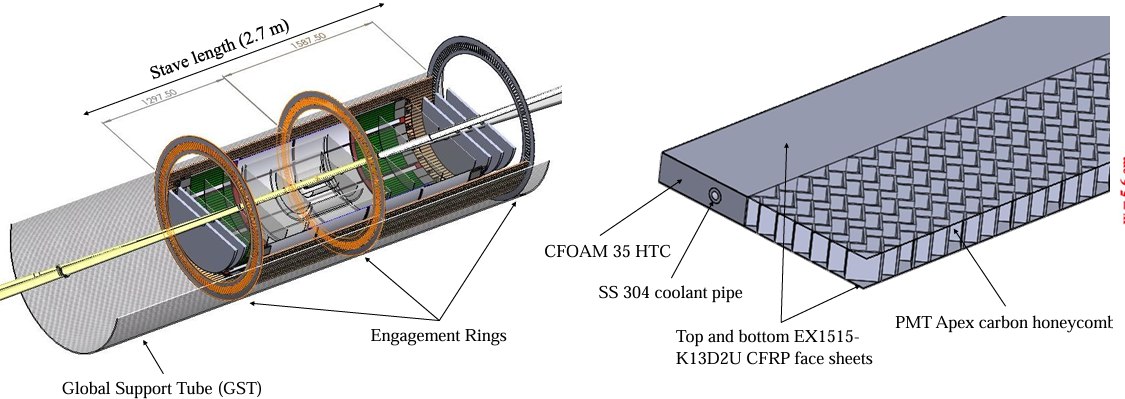 Stave length (2.7 m)
1587.50
1297.50
CFOAM 35 HTC
SS 304 coolant pipe
PMT Apex carbon honeycomb
Engagement Rings
Top and bottom EX1515-
K13D2U CFRP face sheets
Global Support Tube (GST)